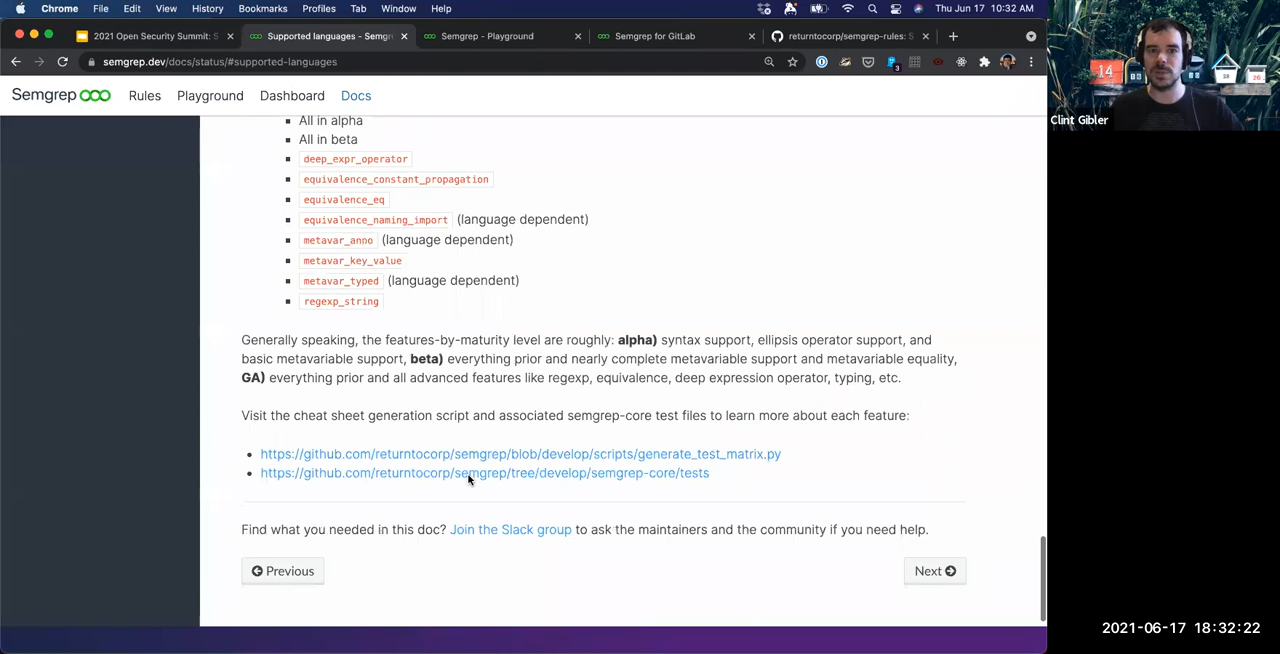 Chrome File Edit View History Bookmarks Profiles Tab Window Help Thu Jun 17 10:32 AM
2021 Open Security Summit: S
Supported languages - Semgr
Semgrep - Playground
Semgrep for GitLab
returntocorp/semgrep-rules: S
semgrep.dev/docs/status/#supported-languages
3
Semgrep Rules Playground Dashboard Docs
14
Clint Gibler
All in alpha
All in beta
deep_expr_operator
equivalence_constant_propagation
equivalence_eq
equivalence_naming_import (language dependent)
metavar_anno (language dependent)
metavar_key_value
metavar_typed (language dependent)
regexp_string
Generally speaking, the features-by-maturity level are roughly: alpha) syntax support, ellipsis operator support, and
basic metavariable support, beta) everything prior and nearly complete metavariable support and metavariable equality,
GA) everything prior and all advanced features like regexp, equivalence, deep expression operator, typing, etc.
Visit the cheat sheet generation script and associated semgrep-core test files to learn more about each feature:
https://github.com/returntocorp/semgrep/blob/develop/scripts/generate_test_matrix.py
https://github.com/returntocorp/semgrep/tree/develop/semgrep-core/tests
Find what you needed in this doc? Join the Slack group to ask the maintainers and the community if you need help.
Previous
Next
2021-06-17 18:32:22